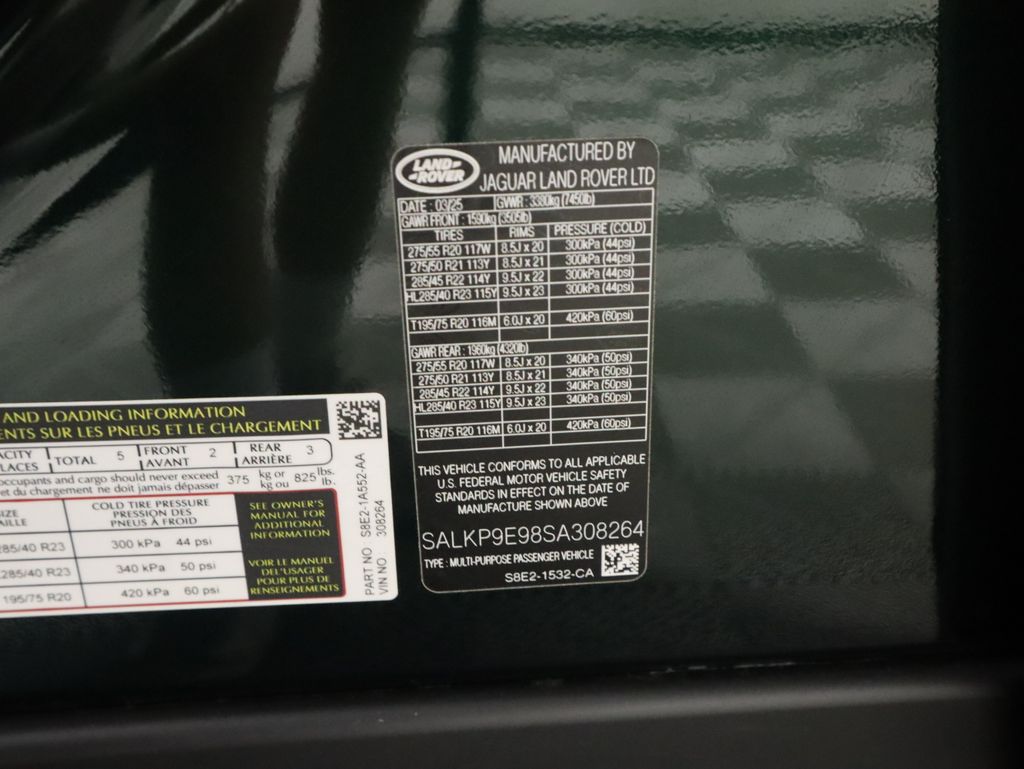 LAND-
-ROVER
MANUFACTURED BY
JAGUAR LAND ROVER LTD
DATE : 03/25 GVWR : 3380kg (7450lb)
GAWR FRONT : 1590kg (3505lb)
TIRES RIMS PRESSURE (COLD)
275/55 R20 117W 8.5J x 20 300kPa (44psi)
275/50 R21 113Y 8.5J x 21 300kPa (44psi)
285/45 R22 114Y 9.5J x 22 300kPa (44psi)
HL285/40 R23 115Y 9.5J x 23 300kPa (44psi)
T195/75 R20 116M 6.0J x 20 420kPa (60psi)
GAWR REAR : 1960kg (4320lb)
275/55 R20 117W 8.5J x 20 340kPa (50psi)
275/50 R21 113Y 8.5J x 21 340kPa (50psi)
285/45 R22 114Y 9.5J x 22 340kPa (50psi)
HL285/40 R23 115Y 9.5J x 23 340kPa (50psi)
T195/75 R20 116M 6.0J x 20 420kPa (60psi)
THIS VEHICLE CONFORMS TO ALL APPLICABLE
U.S. FEDERAL MOTOR VEHICLE SAFETY
STANDARDS IN EFFECT ON THE DATE OF
MANUFACTURE SHOWN ABOVE
SALKP9E98SA308264
TYPE : MULTI-PURPOSE PASSENGER VEHICLE
S8E2-1532-CA
AND LOADING INFORMATION
ENTS SUR LES PNEUS ET LE CHARGEMENT
ACITY
LACES TOTAL 5 FRONT
AVANT 2 REAR
ARRIÈRE 3
occupants and cargo should never exceed 375 kg or 825 lbs.
et du chargement ne doit jamais dépasser kg ou lb.
SIZE
AILLE COLD TIRE PRESSURE
PRESSION DES
PNEUS À FROID
285/40 R23 300 kPa 44 psi
285/40 R23 340 kPa 50 psi
195/75 R20 420 kPa 60 psi
SEE OWNER'S
MANUAL FOR
ADDITIONAL
INFORMATION
VOIR LE MANUEL
DE L'USAGER
POUR PLUS DE
RENSEIGNEMENTS
PART NO S8E2-1A552-AA
VIN NO 308264